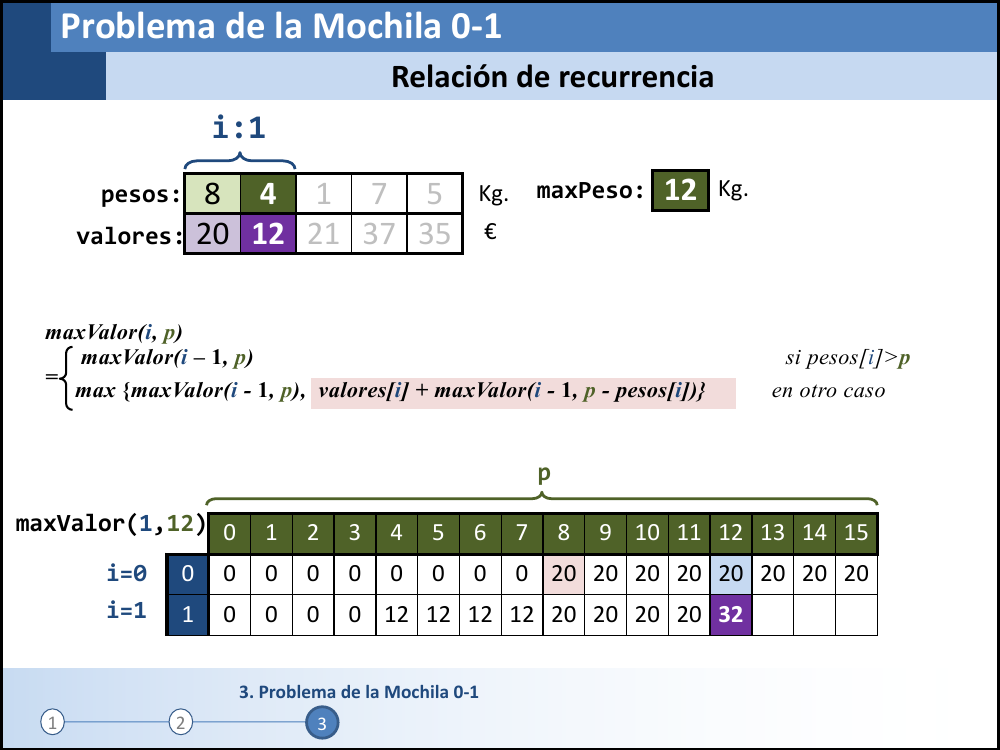 Problema de la Mochila 0-1
Relación de recurrencia
i:1
pesos: 8 4 1 7 5 Kg. maxPeso: 12 Kg.
valores: 20 12 21 37 35 €
maxValor(i, p)
= { maxValor(i – 1, p) si pesos[i]>p
max {maxValor(i - 1, p), valores[i] + maxValor(i - 1, p - pesos[i])} en otro caso
p
maxValor(1,12) 0 1 2 3 4 5 6 7 8 9 10 11 12 13 14 15
i=0 0 0 0 0 0 0 0 0 0 20 20 20 20 20 20 20 20
i=1 1 0 0 0 0 12 12 12 12 20 20 20 20 32
3. Problema de la Mochila 0-1
1 2 3